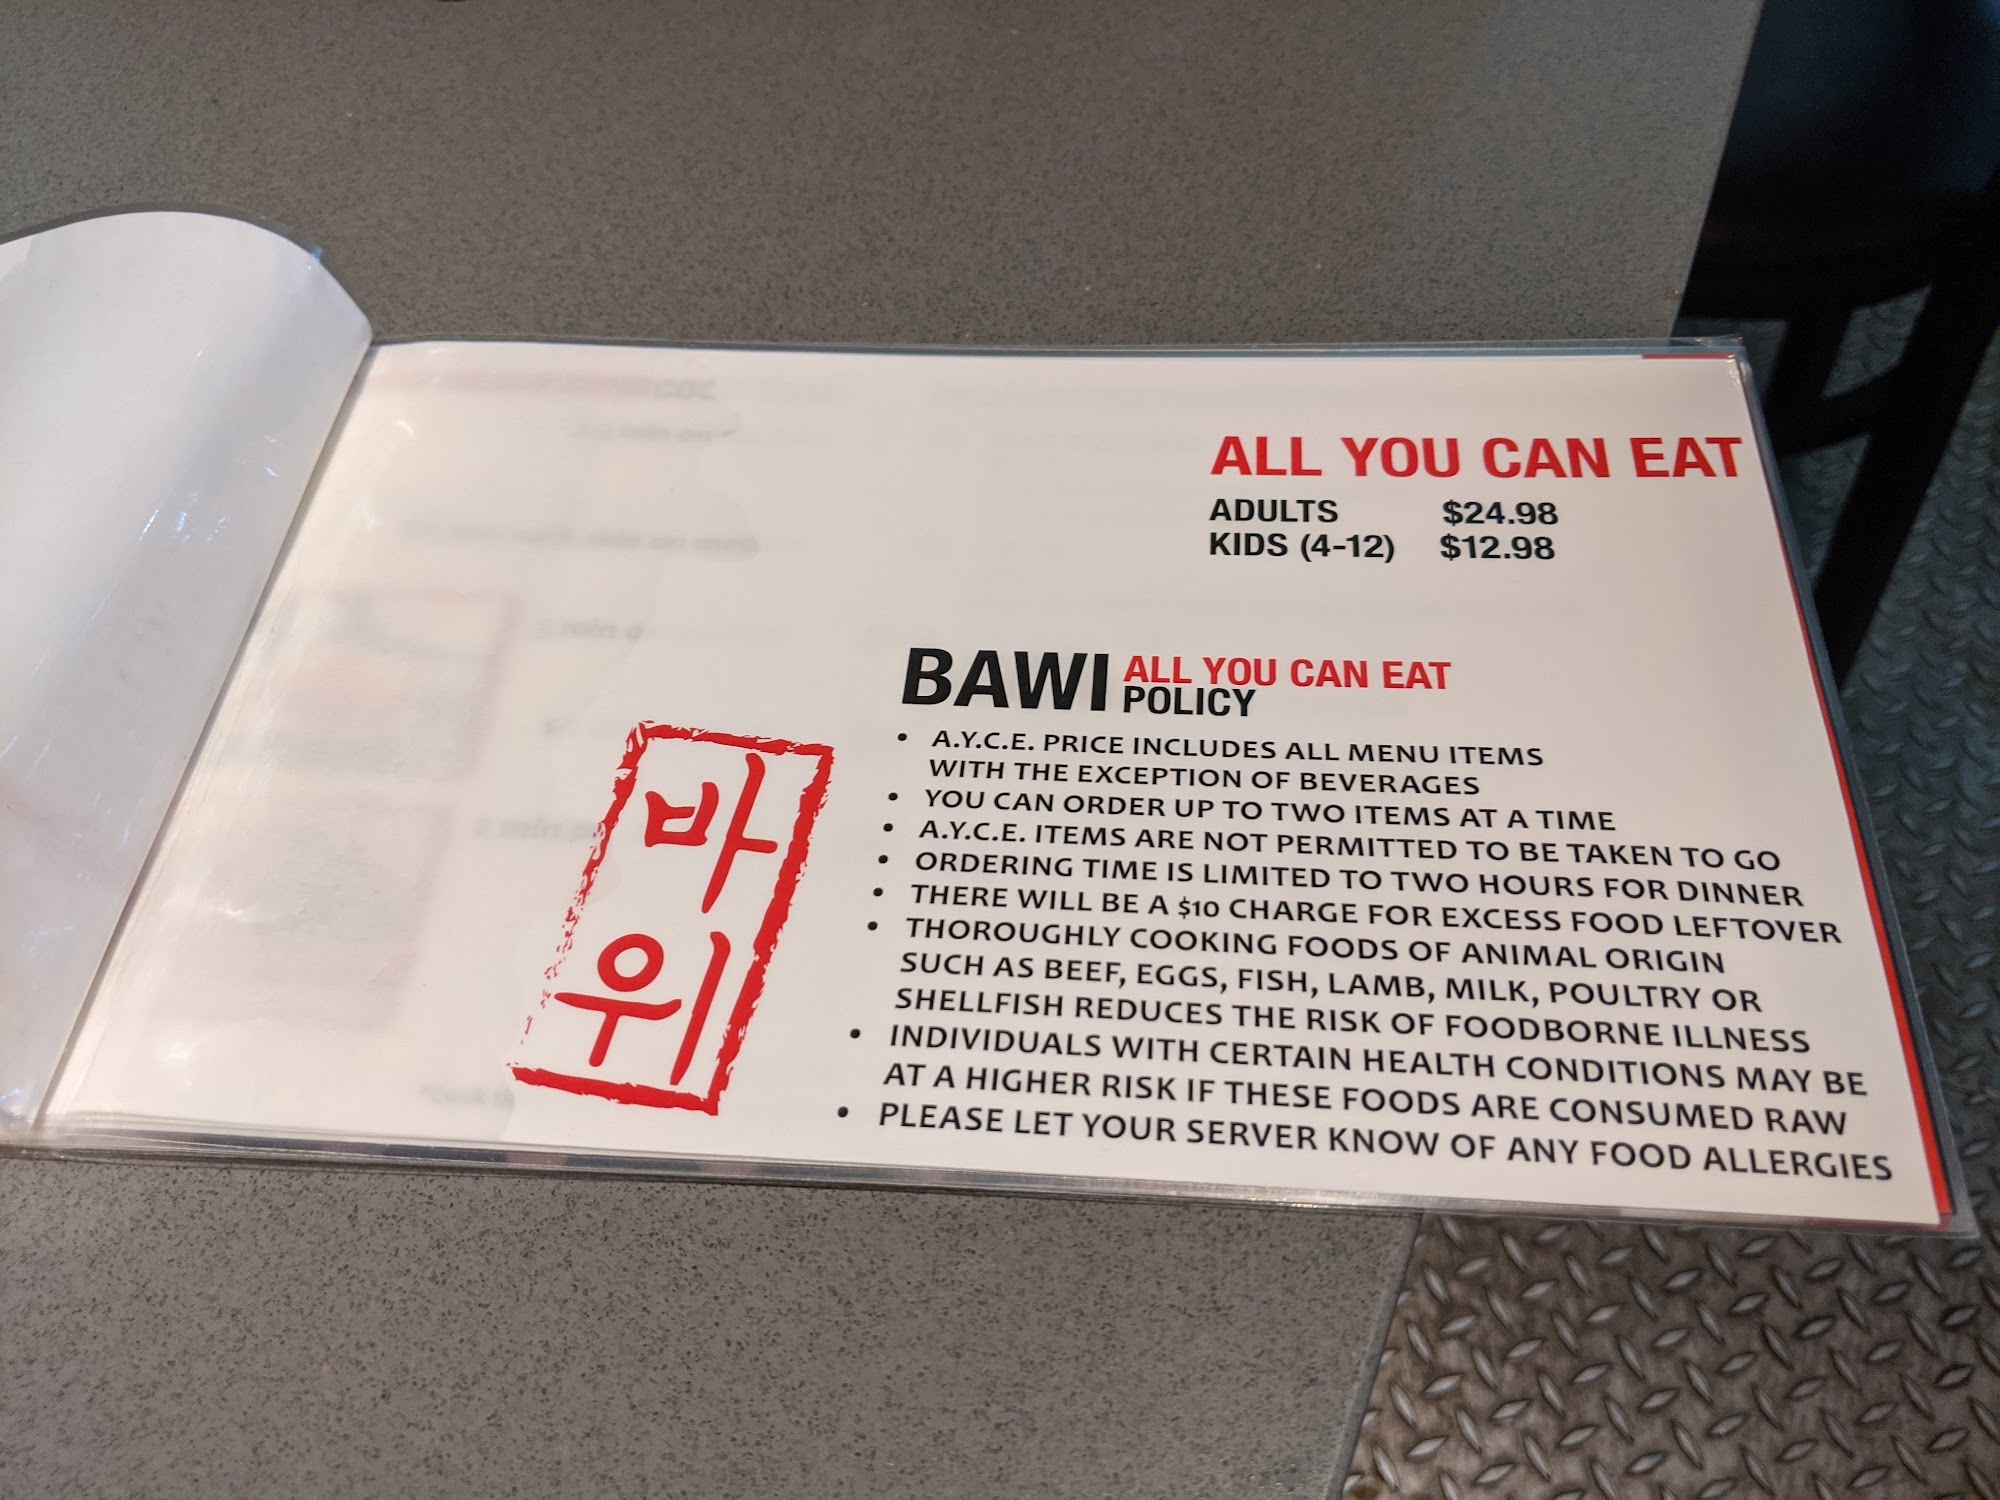 ALL YOU CAN EAT
ADULTS $24.98
KIDS (4-12) $12.98
BAWI ALL YOU CAN EAT
POLICY
• A.Y.C.E. PRICE INCLUDES ALL MENU ITEMS
WITH THE EXCEPTION OF BEVERAGES
• YOU CAN ORDER UP TO TWO ITEMS AT A TIME
• A.Y.C.E. ITEMS ARE NOT PERMITTED TO BE TAKEN TO GO
• ORDERING TIME IS LIMITED TO TWO HOURS FOR DINNER
• THERE WILL BE A $10 CHARGE FOR EXCESS FOOD LEFTOVER
• THOROUGHLY COOKING FOODS OF ANIMAL ORIGIN
SUCH AS BEEF, EGGS, FISH, LAMB, MILK, POULTRY OR
SHELLFISH REDUCES THE RISK OF FOODBORNE ILLNESS
• INDIVIDUALS WITH CERTAIN HEALTH CONDITIONS MAY BE
AT A HIGHER RISK IF THESE FOODS ARE CONSUMED RAW
• PLEASE LET YOUR SERVER KNOW OF ANY FOOD ALLERGIES
바
위